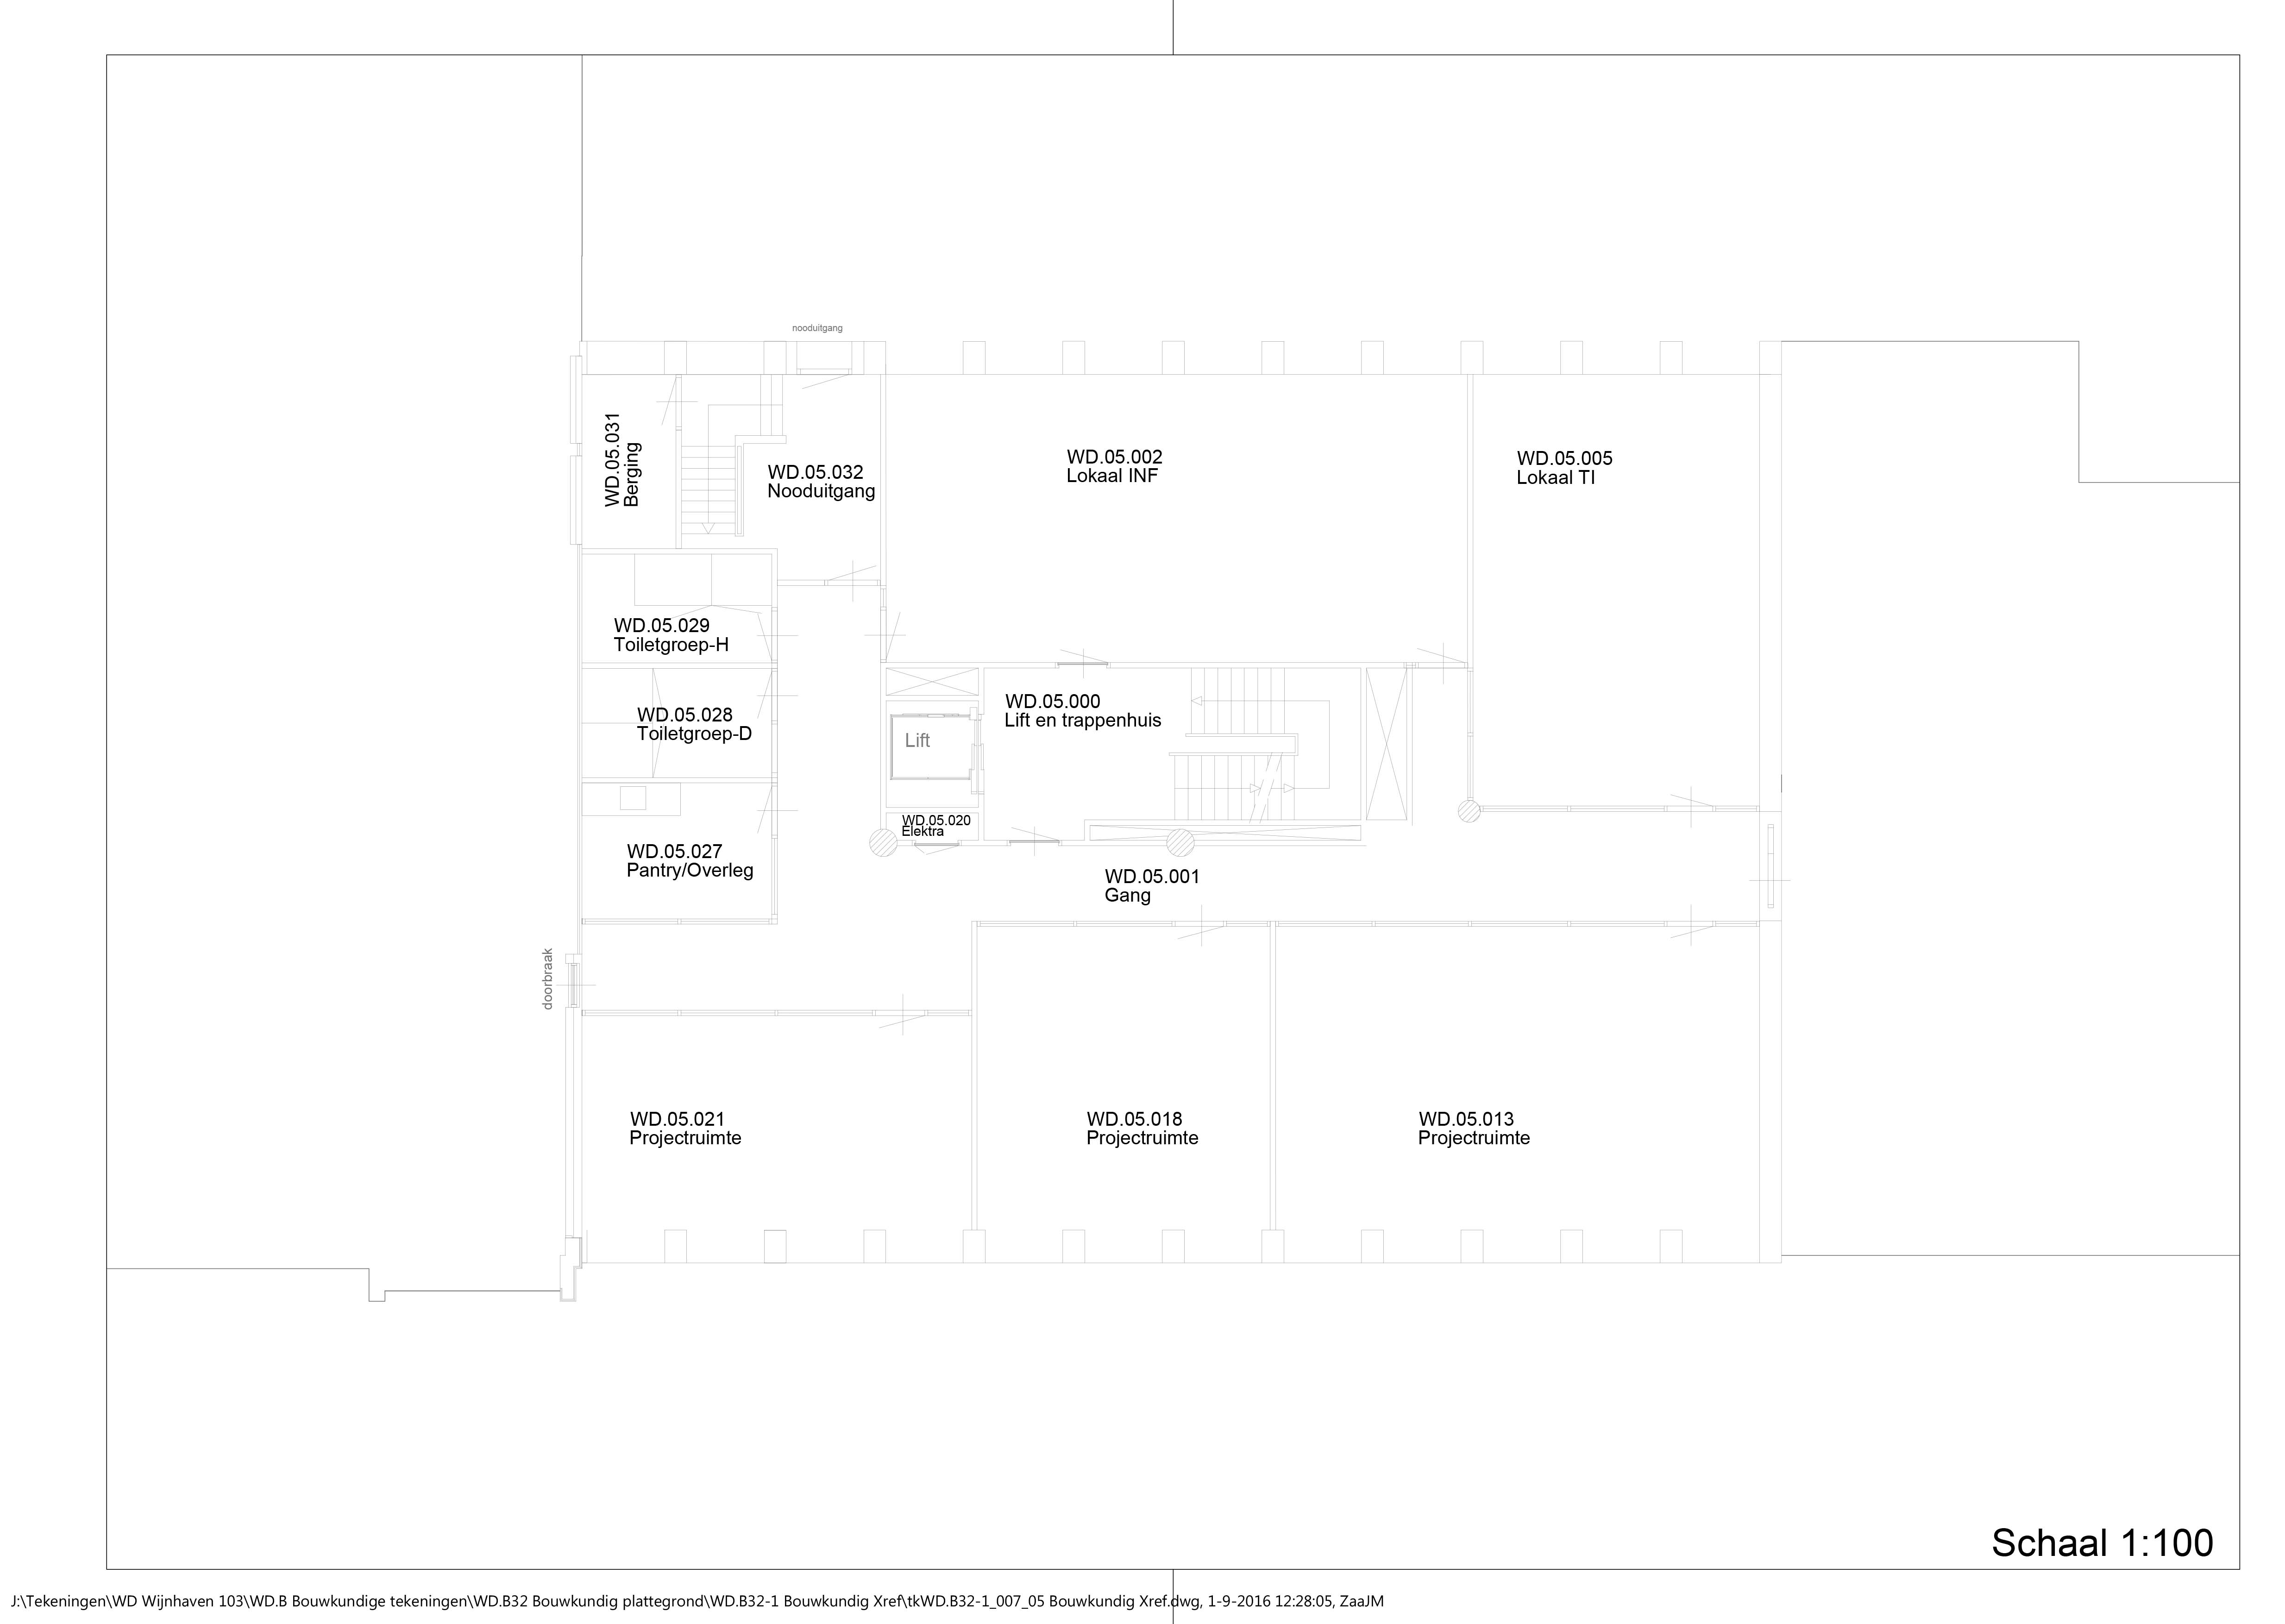 nooduitgang
WD.05.031
Berging
WD.05.032
Nooduitgang
WD.05.002
Lokaal INF
WD.05.005
Lokaal TI
WD.05.029
Toiletgroep-H
WD.05.028
Toiletgroep-D
Lift
WD.05.000
Lift en trappenhuis
WD.05.020
Elektra
WD.05.027
Pantry/Overleg
WD.05.001
Gang
doorbraak
WD.05.021
Projectruimte
WD.05.018
Projectruimte
WD.05.013
Projectruimte
Schaal 1:100
J:\Tekeningen\WD Wijnhaven 103\WD.B Bouwkundige tekeningen\WD.B32 Bouwkundig plattegrond\WD.B32-1 Bouwkundig Xref\tkWD.B32-1_007_05 Bouwkundig Xref.dwg, 1-9-2016 12:28:05, ZaaJM